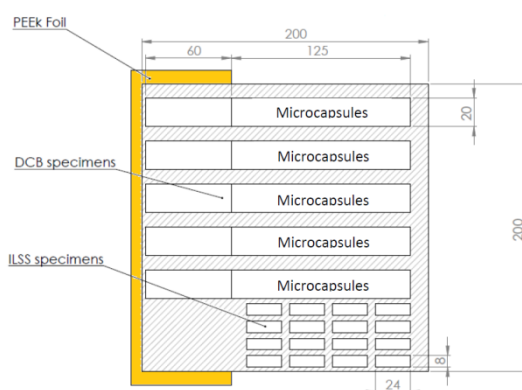 PEEk Foil
200
60
125
Microcapsules
20
Microcapsules
DCB specimens
Microcapsules
200
Microcapsules
ILSS specimens
Microcapsules
8
24